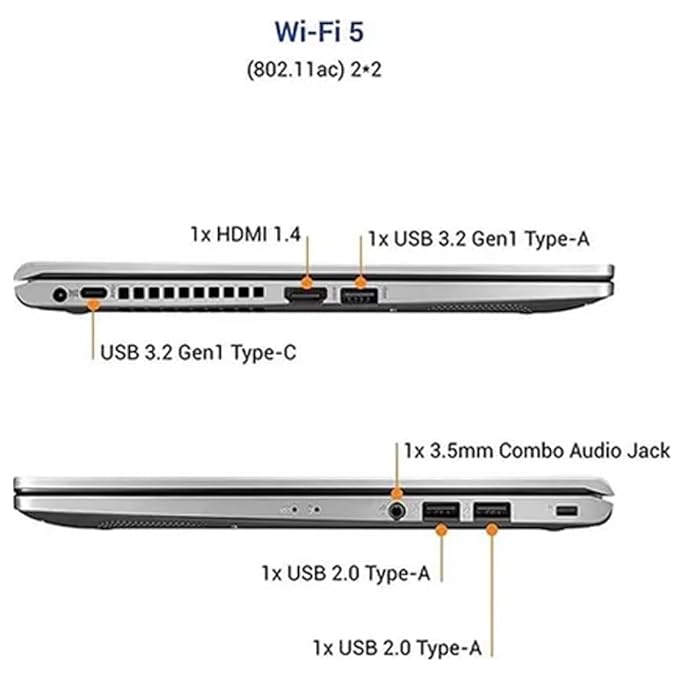 Wi-Fi 5
(802.11ac) 2*2
1x HDMI 1.4
1x USB 3.2 Gen1 Type-A
USB 3.2 Gen1 Type-C
1x 3.5mm Combo Audio Jack
1x USB 2.0 Type-A
1x USB 2.0 Type-A